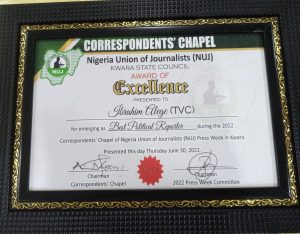 CORRESPONDENTS' CHAPEL
Nigeria Union of Journalists (NUJ)
KWARA STATE COUNCIL
AWARD OF
Excellence
PRESENTED TO
Ibrahim Alege (TVC)
for emerging as Best Political Reporter during the 2022
Correspondents' Chapel of Nigeria Union of Journalists (NUJ) Press Week in Kwara.
Presented this day Thursday June 30, 2022.
Chairman
Correspondents' Chapel
Chairman
2022 Press Week Committee
NUJ